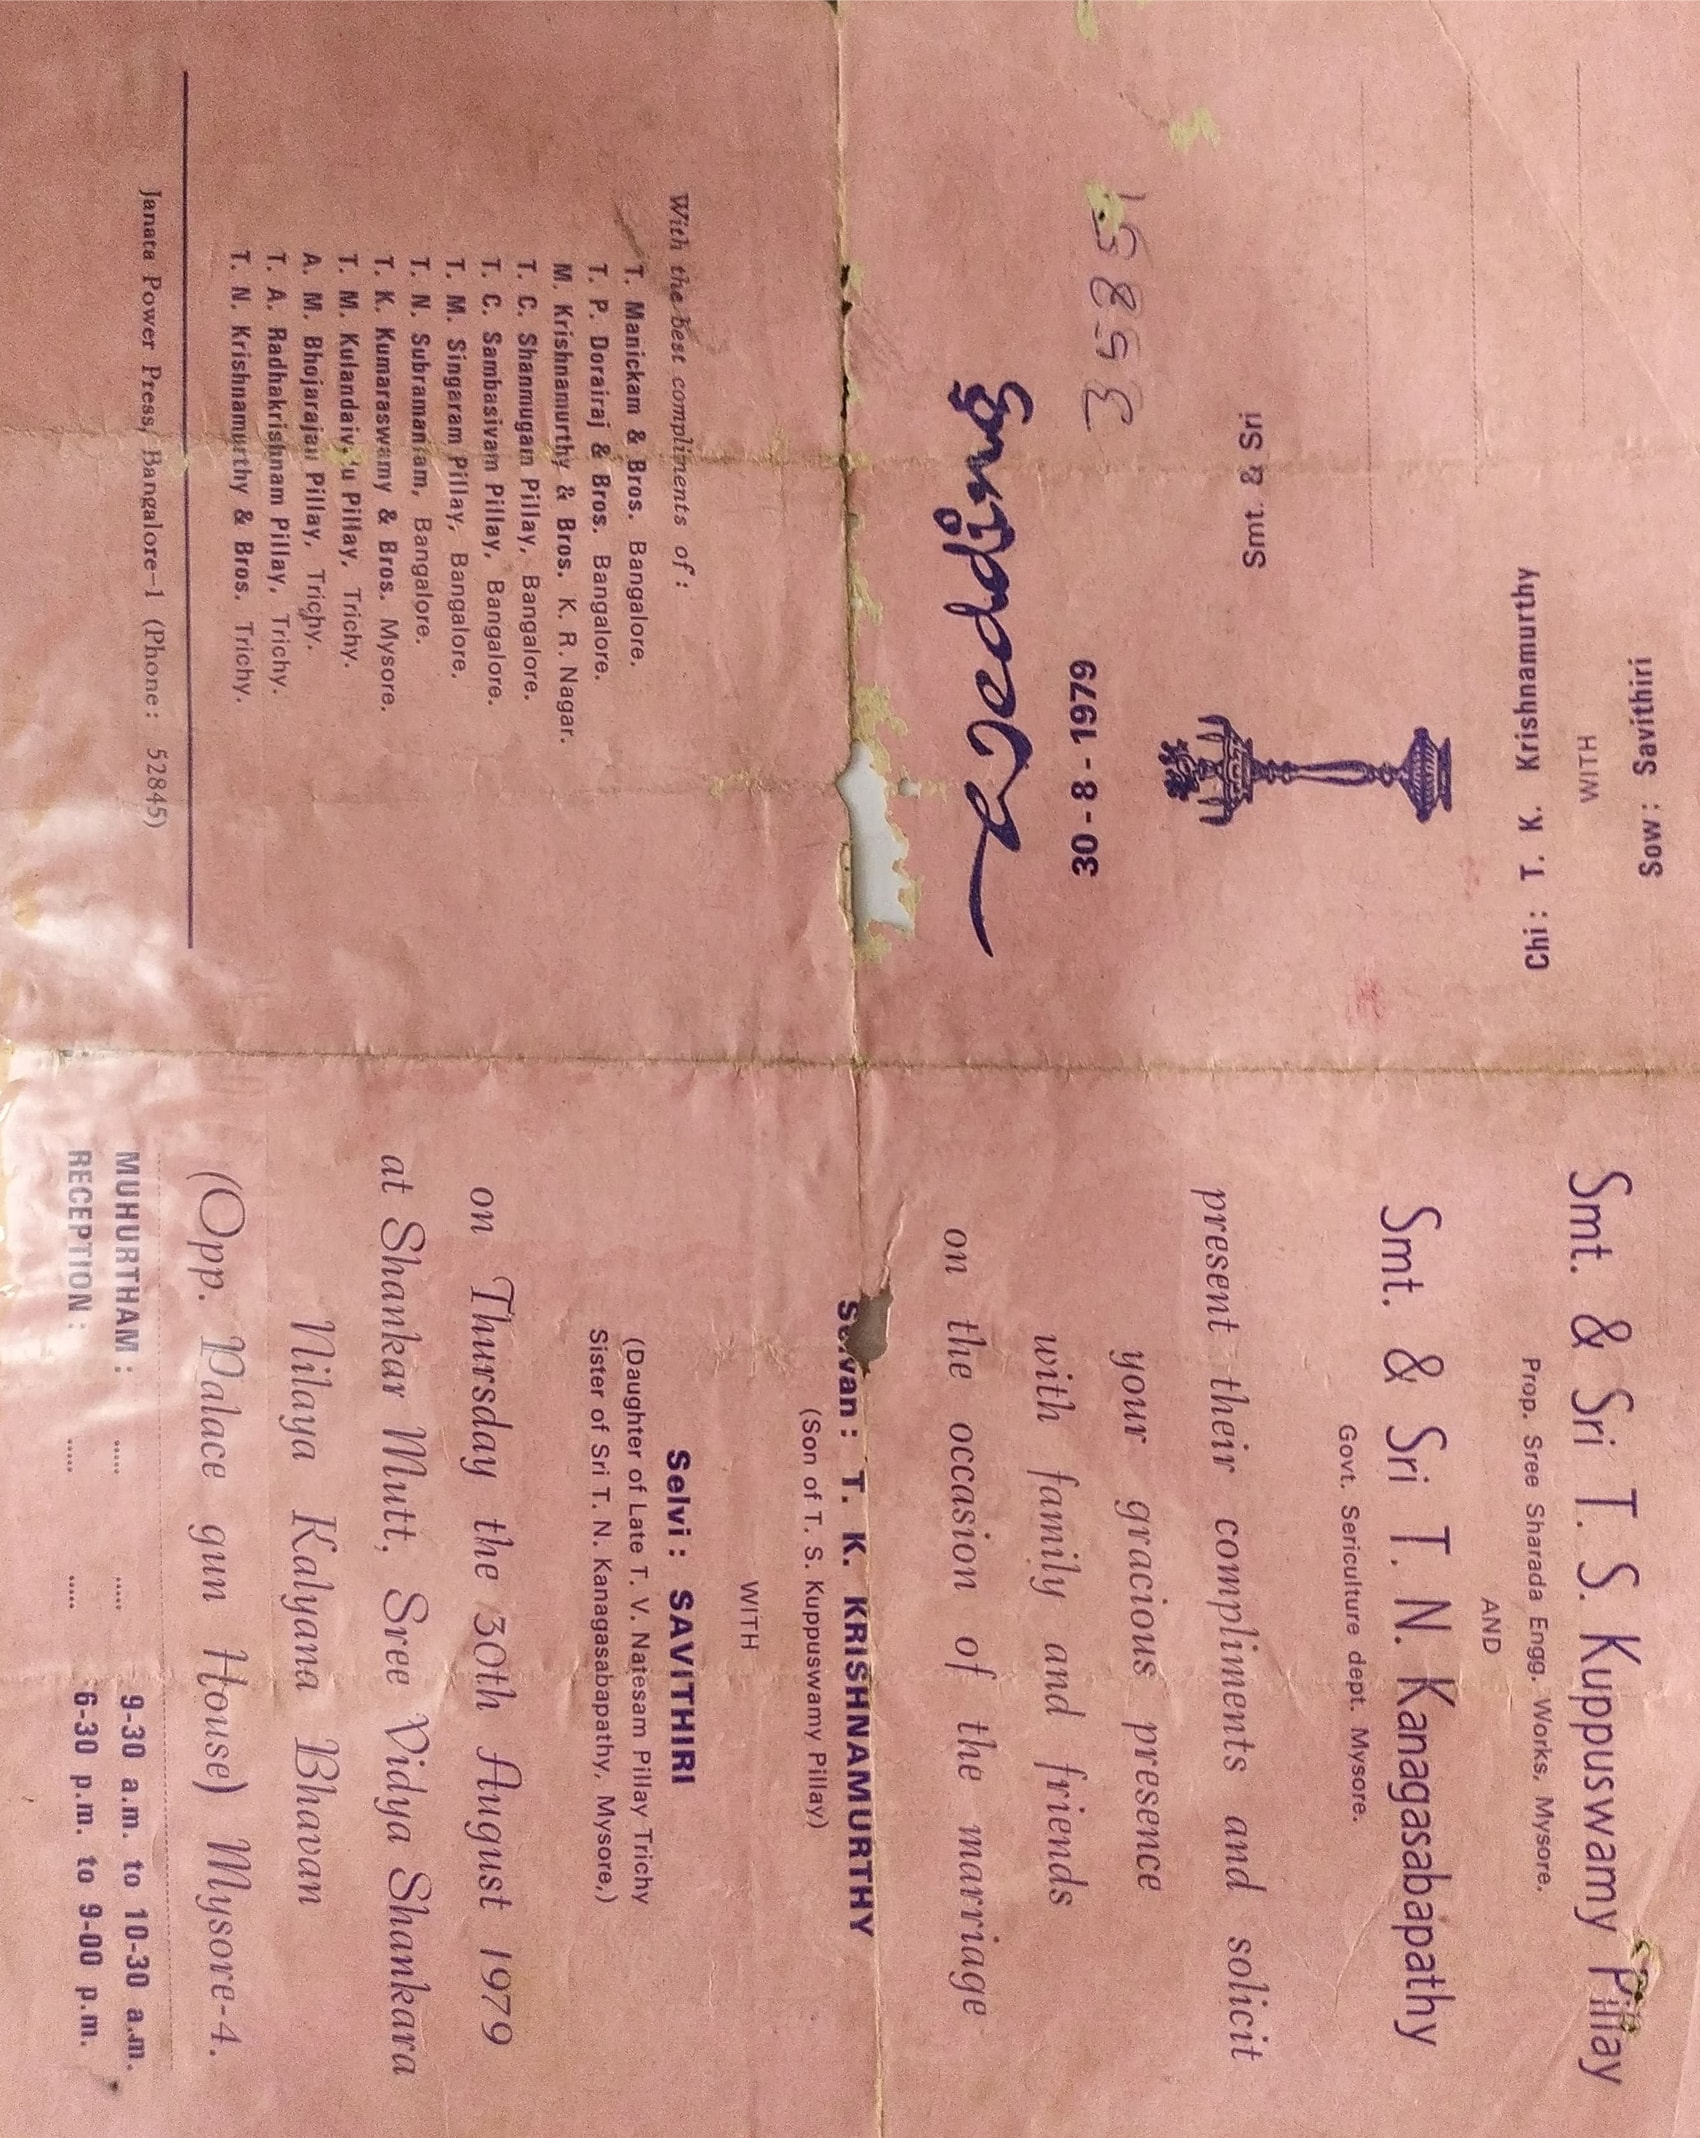 Sow : Savithiri
WITH
Chi : T. K. Krishnamurthy
Smt. & Sri
30 - 8 - 1979
Wedding
With the best compliments of :
T. Manickam & Bros. Bangalore.
T. P. Dorairaj & Bros. Bangalore.
M. Krishnamurthy & Bros. K. R. Nagar.
T. C. Shanmugam Pillay, Bangalore.
T. C. Sambasivam Pillay, Bangalore.
T. M. Singaram Pillay, Bangalore.
T. N. Subramaniam, Bangalore.
T. K. Kumaraswamy & Bros. Mysore.
T. M. Pillay, Trichy.
A. M. Bhojarajan Pillay, Trichy.
T. A. Radhakrishnam Pillay, Trichy.
T. N. Krishnamurthy & Bros. Trichy.
Janata Power Press, Bangalore-1 (Phone : 52845)
Smt. & Sri T. S. Kuppuswamy Pillay
Prop. Sree Sharada Engg. Works, Mysore.
AND
Smt. & Sri T. N. Kanagasabapathy
Govt. Sericulture dept. Mysore.
present their compliments and solicit
your gracious presence
with family and friends
on the occasion of the marriage
T. K. KRISHNAMURTHY
(Son of T. S. Kuppuswamy Pillay)
WITH
Selvi : SAVITHIRI
(Daughter of Late T. V. Natesam Pillay Trichy
Sister of Sri T. N. Kanagasabapathy, Mysore,)
on Thursday the 30th August 1979
at Shankar Mutt, Sree Vidya Shankara
Nilaya Kalyana Bhavan
(Opp. Palace gun House) Mysore-4.
MUHURTHAM : .... ..... 9-30 a.m. to 10-30 a.m.
RECEPTION : ..... ..... 6-30 p.m. to 9-00 p.m.